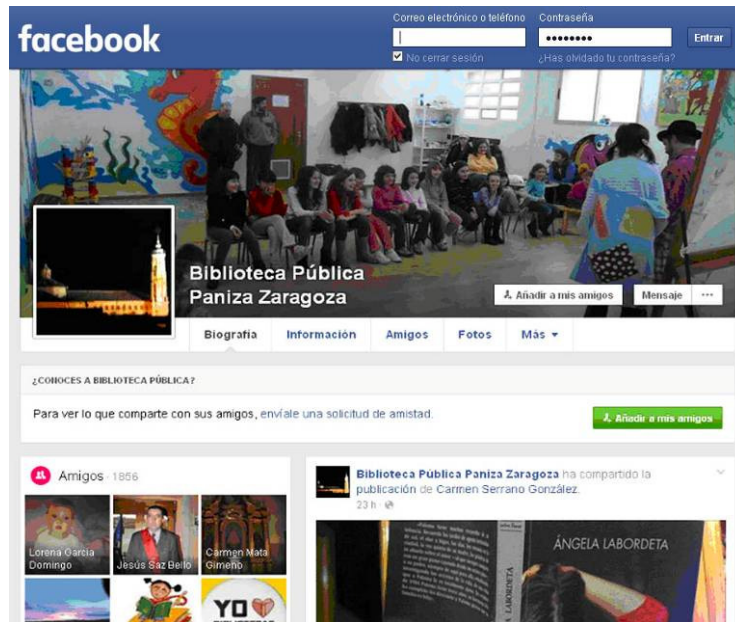 Correo electrónico o teléfono
Contraseña
facebook
Entrar
No cerrar sesión
¿Has olvidado tu contraseña?
Biblioteca Pública
Paniza Zaragoza
Añadir a mis amigos
Mensaje
Biografía
Información
Amigos
Fotos
Más
¿CONOCES A BIBLIOTECA PÚBLICA?
Para ver lo que comparte con sus amigos, envíale una solicitud de amistad.
Añadir a mis amigos
Amigos · 1856
Lorena García
Domingo
Jesús Saz Bello
Carmen Mata
Gimeno
YO
Biblioteca Pública Paniza Zaragoza ha compartido la
publicación de Carmen Serrano González.
23 h ·
ÁNGELA LABORDETA
LABORDETA